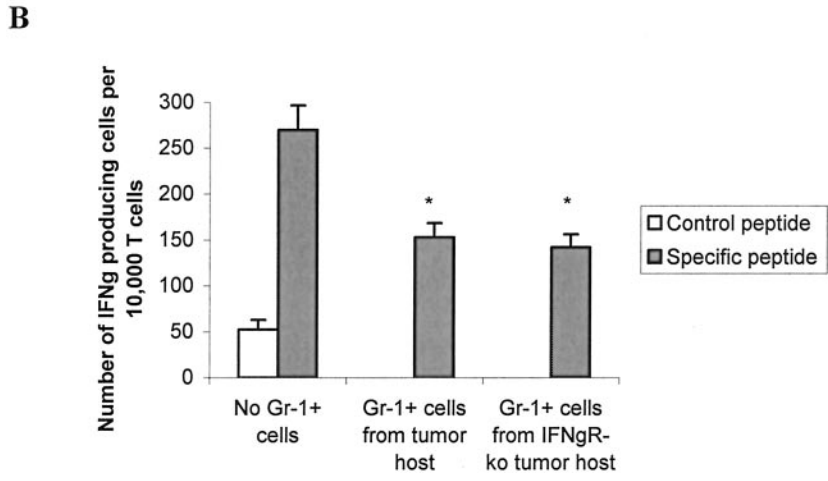 B
Number of IFNg producing cells per
10,000 T cells
300
250
200
150
100
50
0
*
*
No Gr-1+
cells
Gr-1+ cells
from tumor
host
Gr-1+ cells
from IFNgR-
ko tumor host
Control peptide
Specific peptide